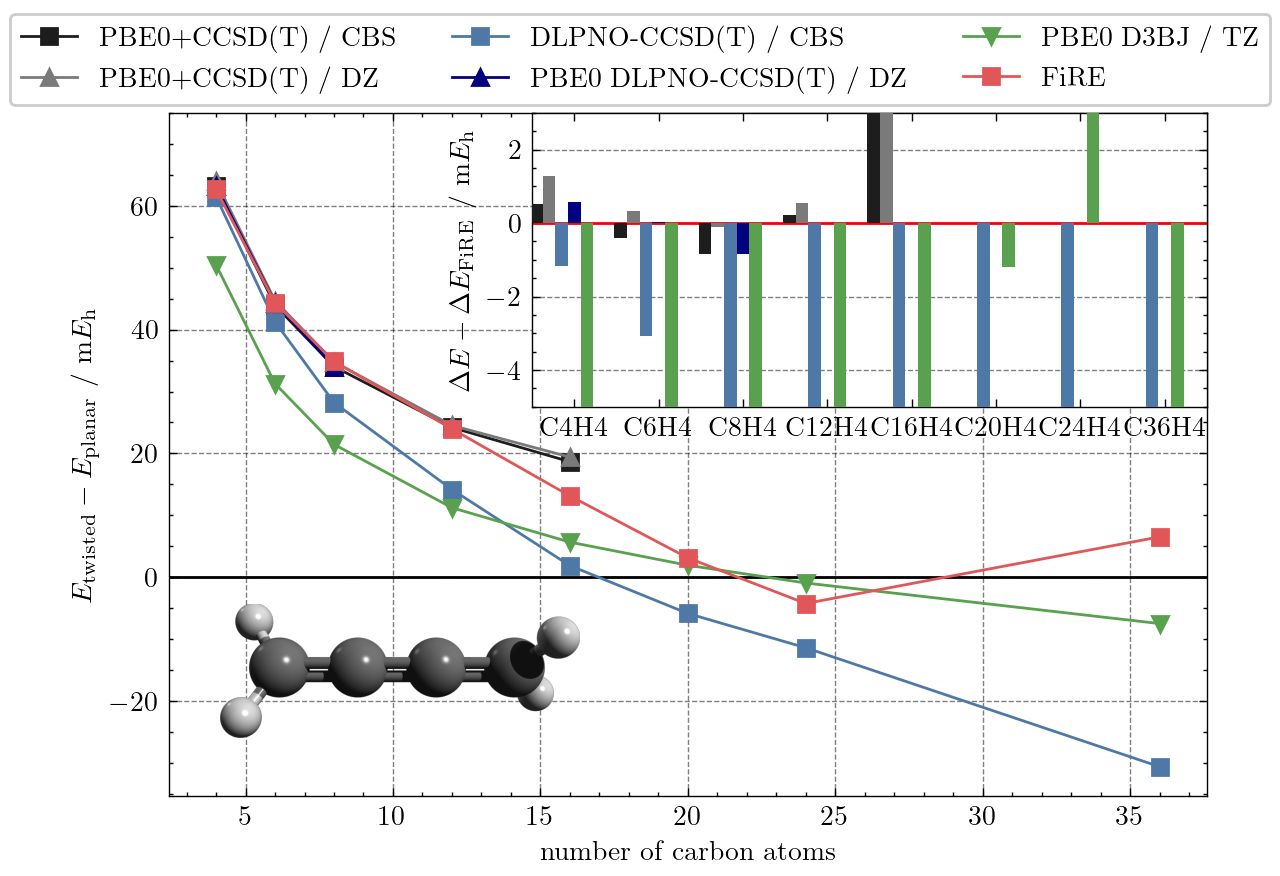 PBE0+CCSD(T) / CBS DLPNO-CCSD(T) / CBS PBE0 D3BJ / TZ
PBE0+CCSD(T) / DZ PBE0 DLPNO-CCSD(T) / DZ FiRE
E_twisted − E_planar / mE_h
60
40
20
0
−20
5 10 15 20 25 30 35
number of carbon atoms
ΔE − ΔE_FiRE / mE_h
2
0
−2
−4
C4H4 C6H4 C8H4 C12H4 C16H4 C20H4 C24H4 C36H4